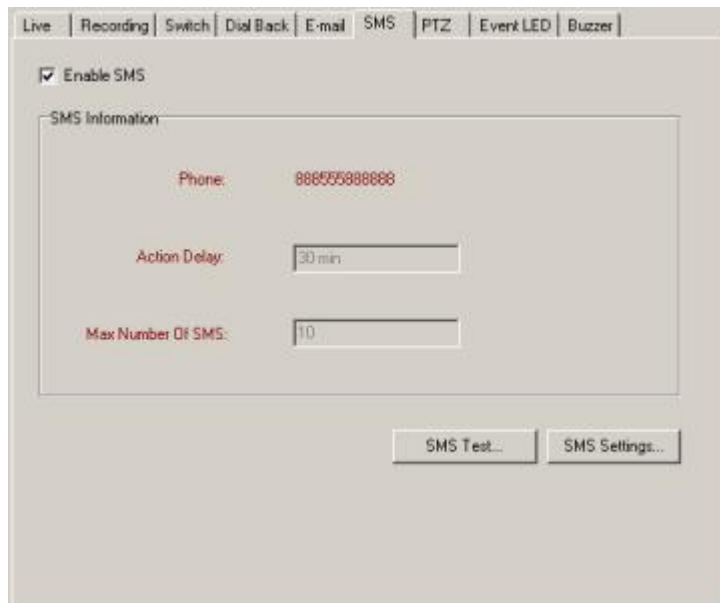 Live Recording Switch Dial Back E-mail SMS PTZ Event LED Buzzer
Enable SMS
SMS Information
Phone: 888555888888
Action Delay: 30 min
Max Number Of SMS: 10
SMS Test... SMS Settings...